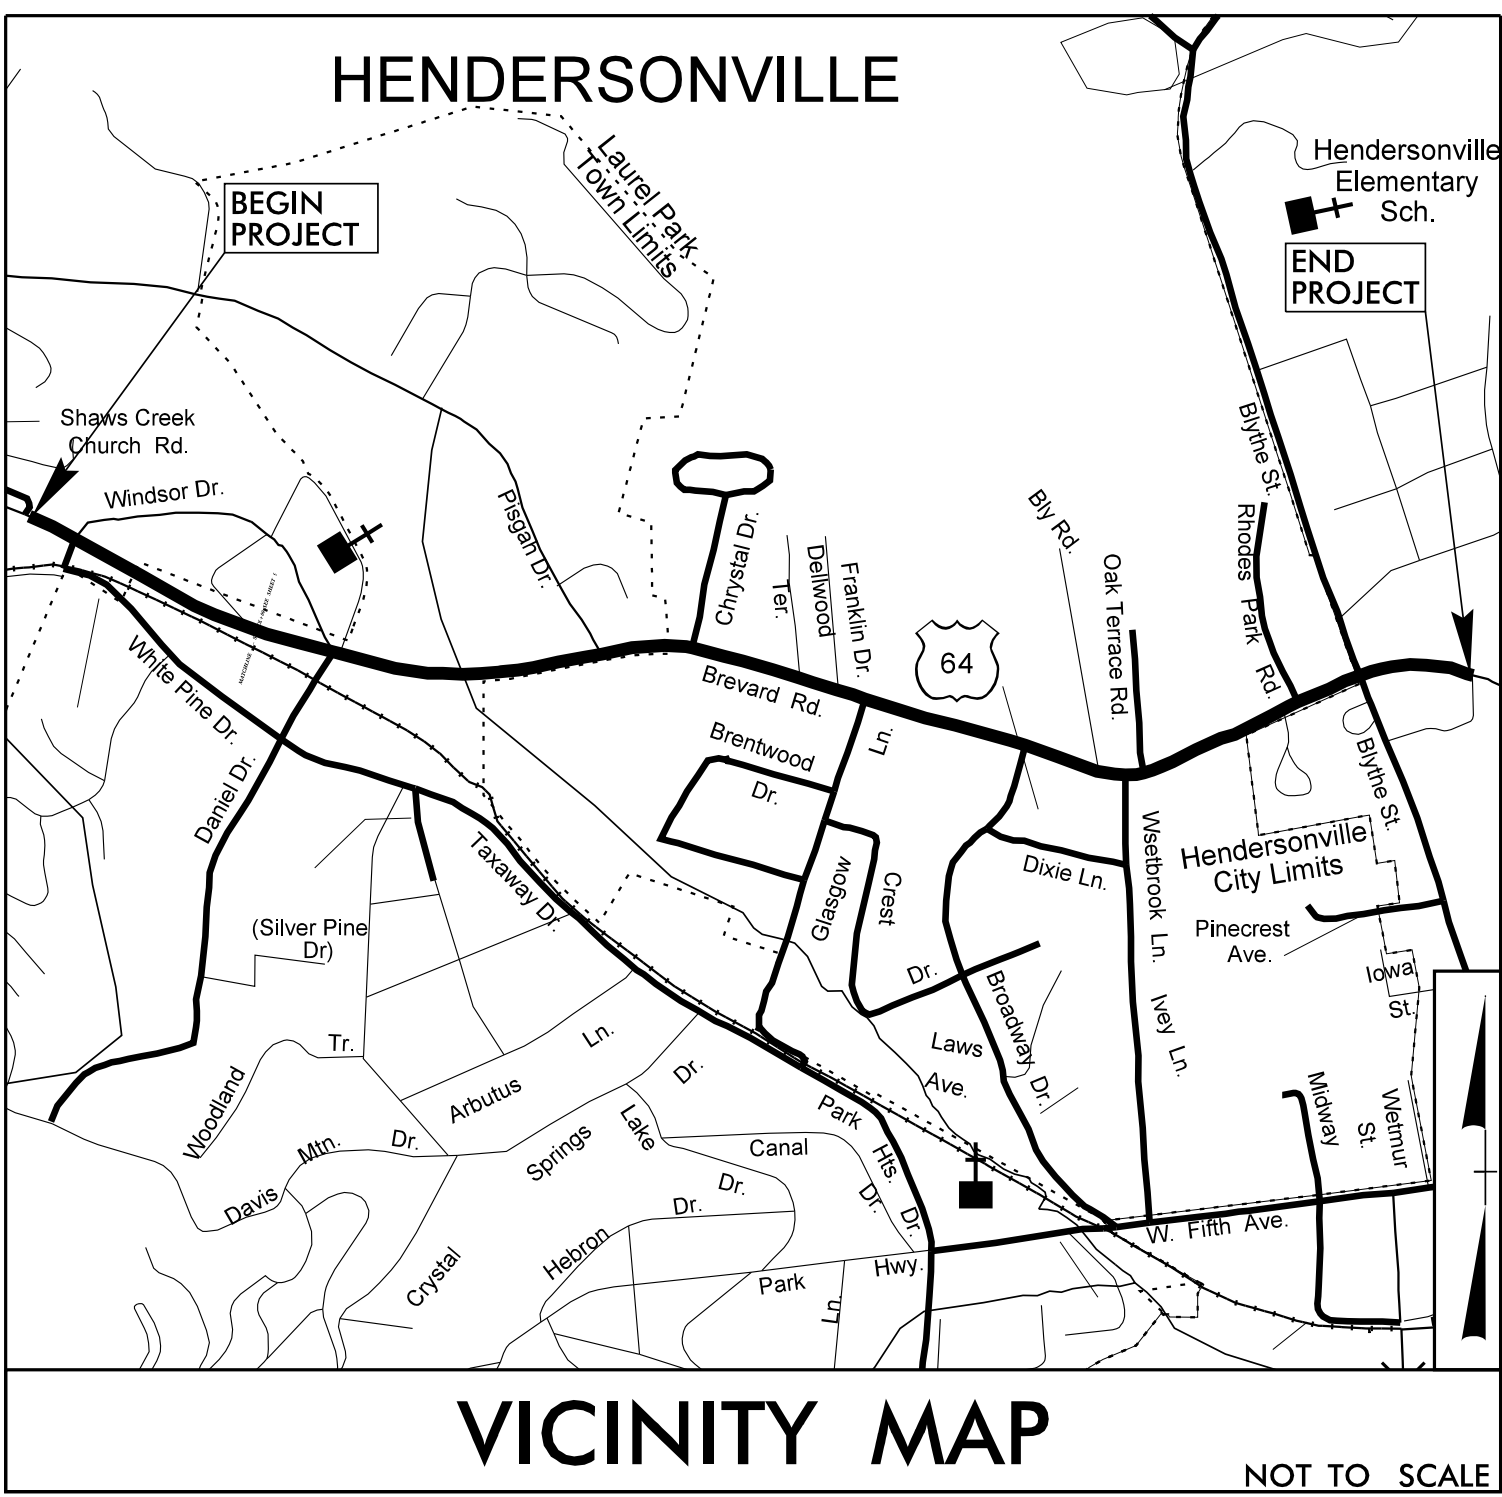 HENDERSONVILLE
Laurel Park
Town Limits
Hendersonville
Elementary
Sch.
BEGIN
PROJECT
END
PROJECT
Shaws Creek
Church Rd.
Windsor Dr.
Pisgah Dr.
Chrystal Dr.
Dellwood
Ter.
Franklin Dr.
64
Bly Rd.
Oak Terrace Rd.
Rhodes Park Rd.
Blythe St.
White Pine Dr.
Daniel Dr.
Brevard Rd.
Brentwood
Dr.
Glasgow
Ln.
Crest
Dr.
Dixie Ln.
Wsetbrook Ln.
Ivey Ln.
Blythe St.
Hendersonville
City Limits
Pinecrest
Ave.
Iowa
St.
Taxaway Dr.
(Silver Pine
Dr)
Broadway Dr.
Laws
Ave.
Woodland
Tr.
Arbutus
Ln.
Springs
Dr.
Lake
Dr.
Canal
Dr.
Park Hts. Dr.
Midway
St.
Wetmur
Davis
Mtn.
Dr.
Crystal
Hebron
Dr.
Park
Hwy.
Ln.
W. Fifth Ave.
VICINITY MAP
NOT TO SCALE